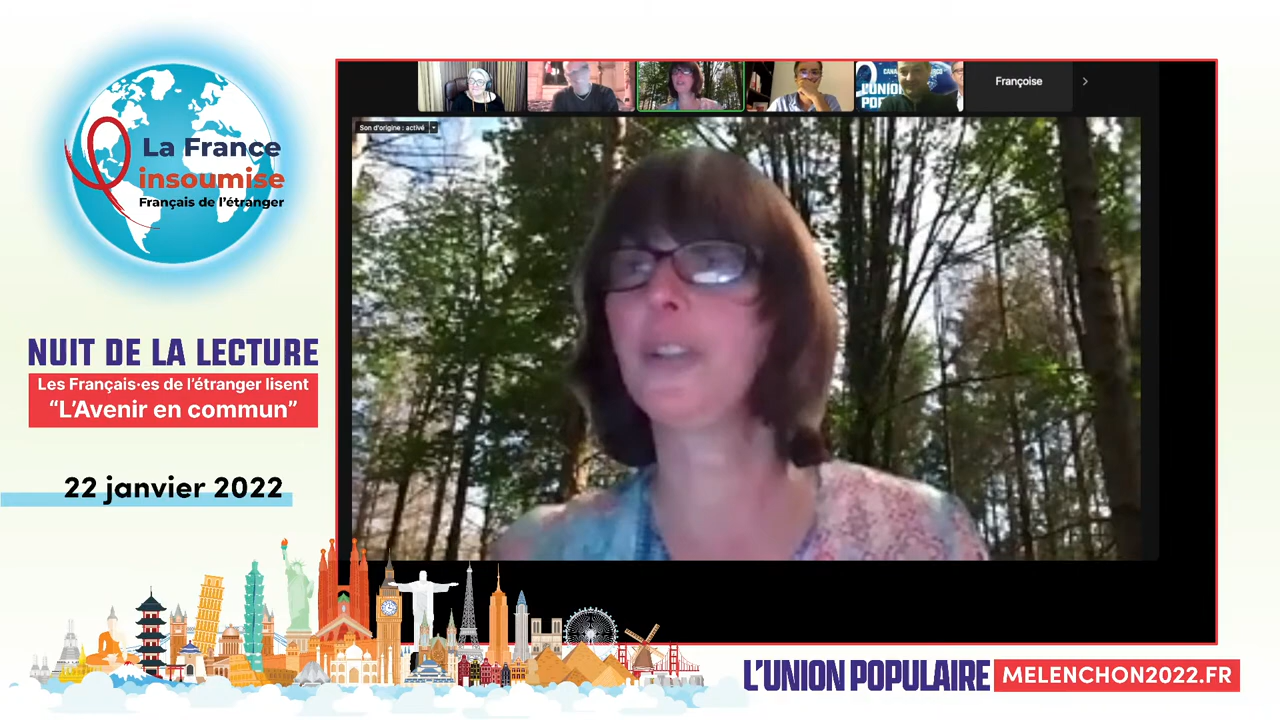 La France
insoumise
Français de l'étranger
NUIT DE LA LECTURE
Les Français·es de l'étranger lisent
“L'Avenir en commun”
22 janvier 2022
Françoise
Son d'origine : activé
L'UNION POPULAIRE
MELENCHON2022.FR